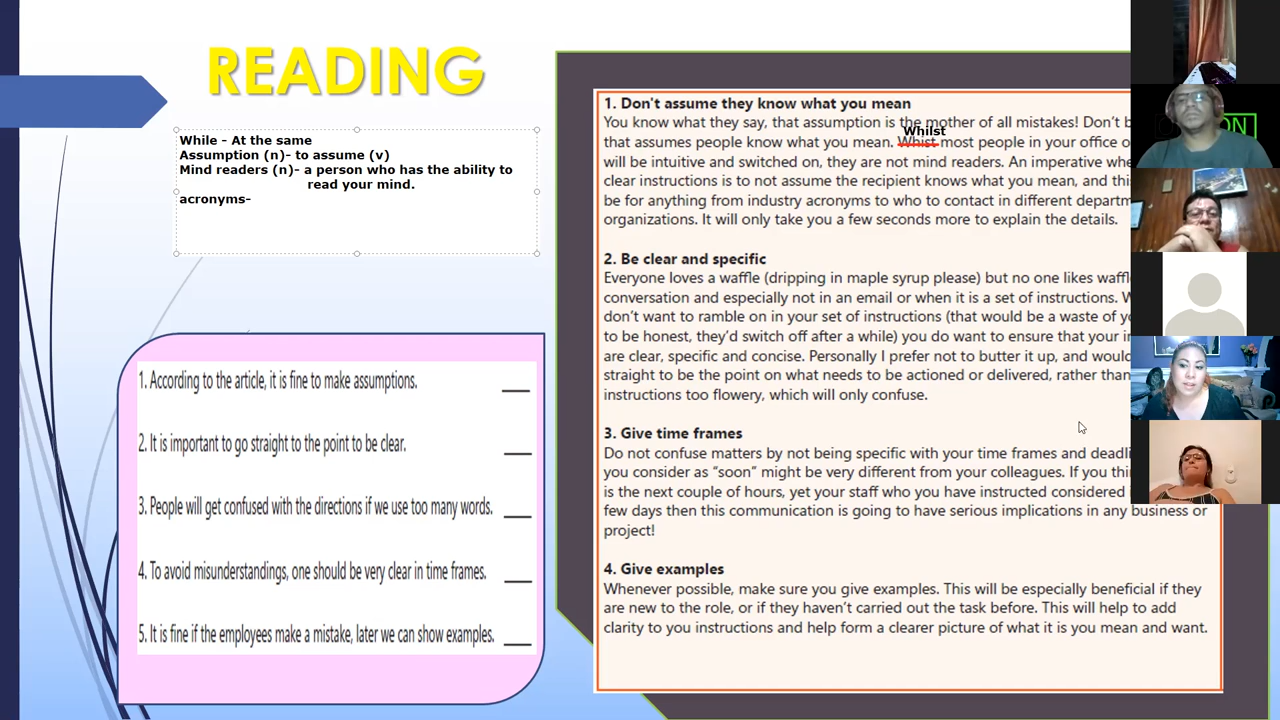 READING
While - At the same
Assumption (n)- to assume (v)
Mind readers (n)- a person who has the ability to
read your mind.
acronyms-
1. According to the article, it is fine to make assumptions. ___
2. It is important to go straight to the point to be clear. ___
3. People will get confused with the directions if we use too many words. ___
4. To avoid misunderstandings, one should be very clear in time frames. ___
5. It is fine if the employees make a mistake, later we can show examples. ___
1. Don't assume they know what you mean
You know what they say, that assumption is the mother of all mistakes! Don't
Whilst
that assumes people know what you mean. Whist most people in your office
will be intuitive and switched on, they are not mind readers. An imperative
clear instructions is to not assume the recipient knows what you mean, and
be for anything from industry acronyms to who to contact in different
organizations. It will only take you a few seconds more to explain the details.
2. Be clear and specific
Everyone loves a waffle (dripping in maple syrup please) but no one likes
conversation and especially not in an email or when it is a set of instructions.
don't want to ramble on in your set of instructions (that would be a waste of
to be honest, they'd switch off after a while) you do want to ensure that your
are clear, specific and concise. Personally I prefer not to butter it up, and
straight to be the point on what needs to be actioned or delivered, rather than
instructions too flowery, which will only confuse.
3. Give time frames
Do not confuse matters by not being specific with your time frames and
you consider as "soon" might be very different from your colleagues. If you
is the next couple of hours, yet your staff who you have instructed considered
few days then this communication is going to have serious implications in any business or
project!
4. Give examples
Whenever possible, make sure you give examples. This will be especially beneficial if they
are new to the role, or if they haven't carried out the task before. This will help to add
clarity to you instructions and help form a clearer picture of what it is you mean and want.